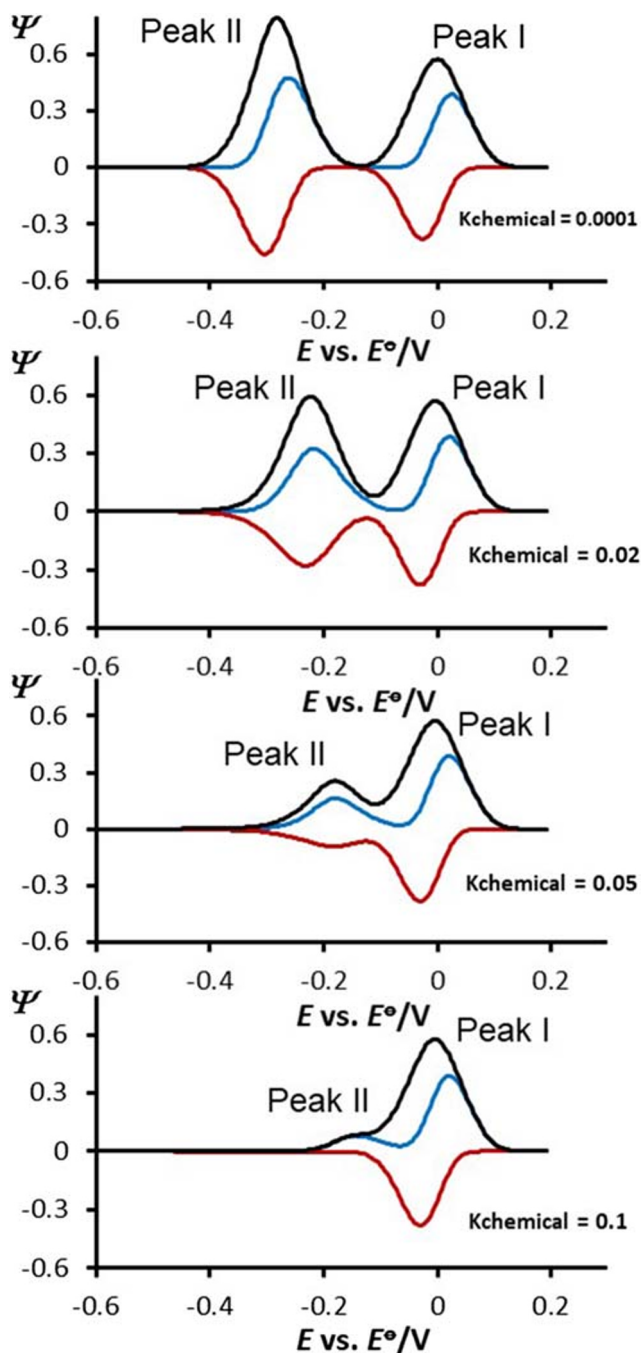 Ψ
Peak II
Peak I
0.6
0.3
0
-0.3
-0.6
Kchemical = 0.0001
-0.6 -0.4 -0.2 0 0.2
E vs. E⦵/V
Ψ
Peak II
Peak I
0.6
0.3
0
-0.3
-0.6
Kchemical = 0.02
-0.6 -0.4 -0.2 0 0.2
E vs. E⦵/V
Ψ
Peak II
Peak I
0.6
0.3
0
-0.3
-0.6
Kchemical = 0.05
-0.6 -0.4 -0.2 0 0.2
E vs. E⦵/V
Ψ
Peak II
Peak I
0.6
0.3
0
-0.3
-0.6
Kchemical = 0.1
-0.6 -0.4 -0.2 0 0.2
E vs. E⦵/V